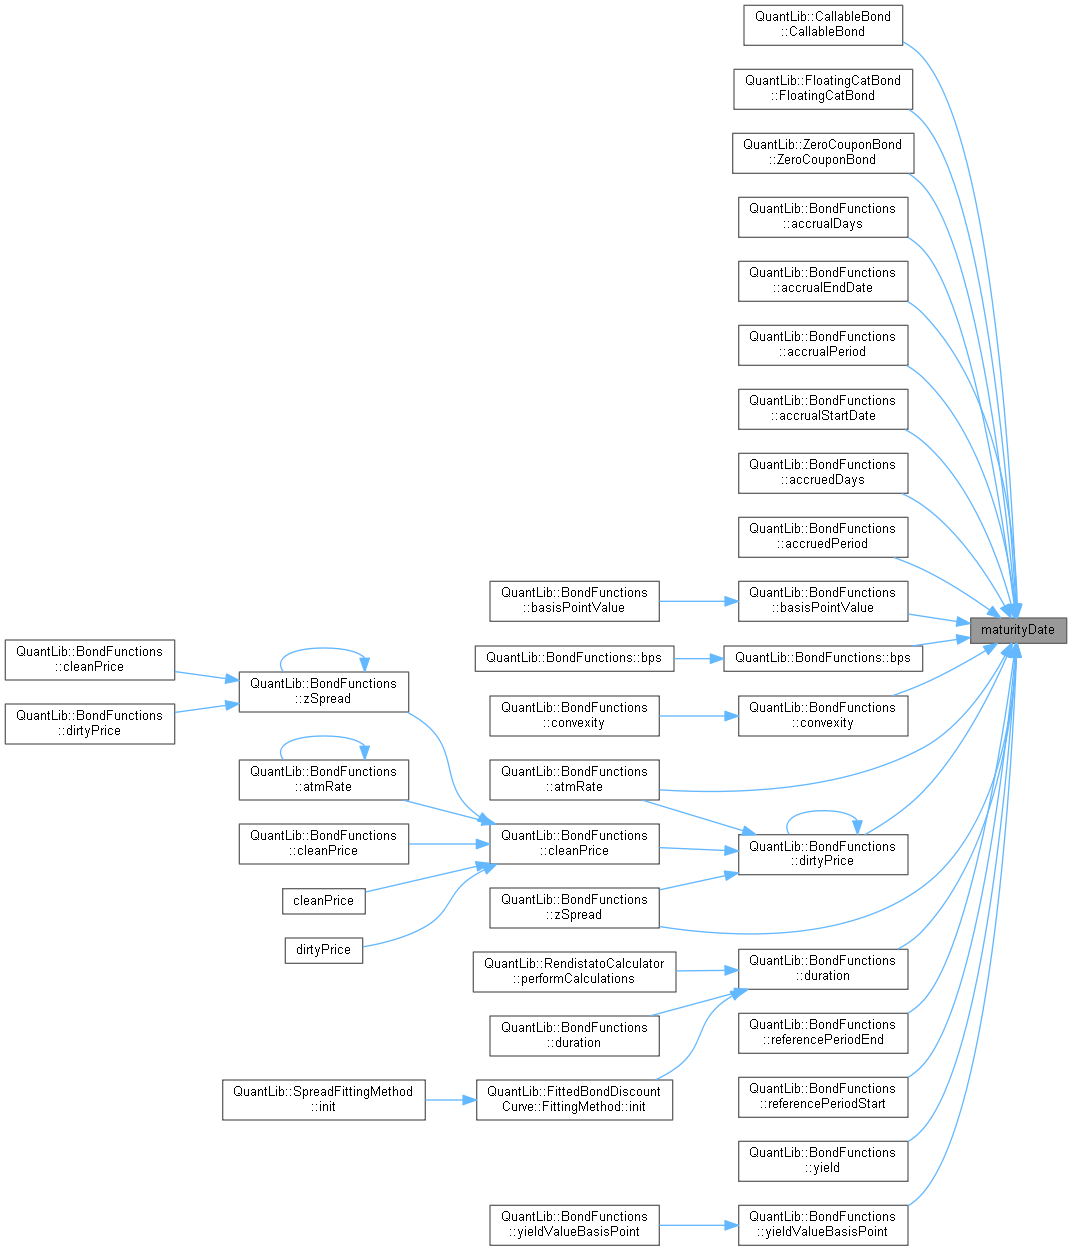 QuantLib::CallableBond
::CallableBond
QuantLib::FloatingCatBond
::FloatingCatBond
QuantLib::ZeroCouponBond
::ZeroCouponBond
QuantLib::BondFunctions
::accrualDays
QuantLib::BondFunctions
::accrualEndDate
QuantLib::BondFunctions
::accrualPeriod
QuantLib::BondFunctions
::accrualStartDate
QuantLib::BondFunctions
::accruedDays
QuantLib::BondFunctions
::accruedPeriod
QuantLib::BondFunctions
::basisPointValue
QuantLib::BondFunctions
::basisPointValue
maturityDate
QuantLib::BondFunctions
::cleanPrice
QuantLib::BondFunctions::bps
QuantLib::BondFunctions::bps
QuantLib::BondFunctions
::zSpread
QuantLib::BondFunctions
::dirtyPrice
QuantLib::BondFunctions
::convexity
QuantLib::BondFunctions
::convexity
QuantLib::BondFunctions
::atmRate
QuantLib::BondFunctions
::atmRate
QuantLib::BondFunctions
::cleanPrice
QuantLib::BondFunctions
::cleanPrice
QuantLib::BondFunctions
::dirtyPrice
cleanPrice
QuantLib::BondFunctions
::zSpread
dirtyPrice
QuantLib::RendistatoCalculator
::performCalculations
QuantLib::BondFunctions
::duration
QuantLib::BondFunctions
::duration
QuantLib::BondFunctions
::referencePeriodEnd
QuantLib::SpreadFittingMethod
::init
QuantLib::FittedBondDiscount
Curve::FittingMethod::init
QuantLib::BondFunctions
::referencePeriodStart
QuantLib::BondFunctions
::yield
QuantLib::BondFunctions
::yieldValueBasisPoint
QuantLib::BondFunctions
::yieldValueBasisPoint